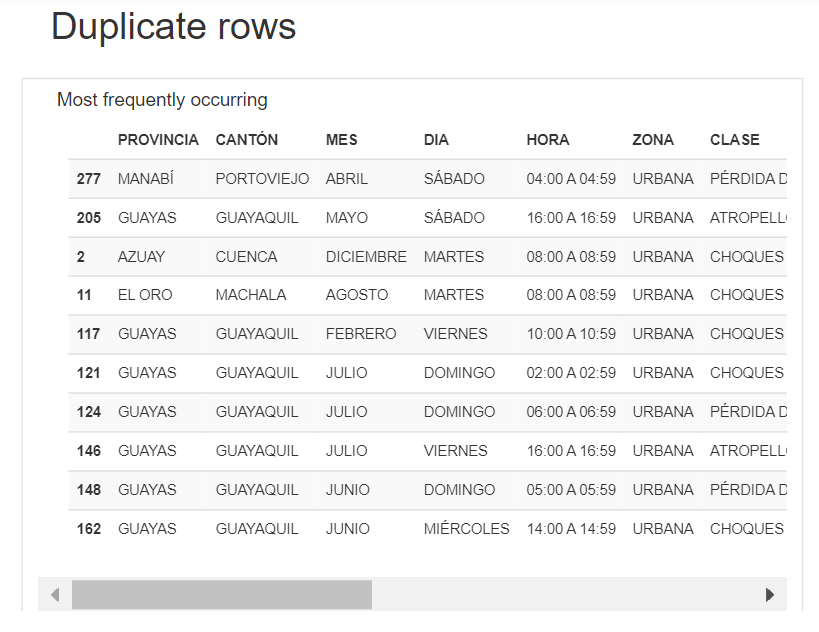 Duplicate rows
Most frequently occurring
PROVINCIA CANTÓN MES DIA HORA ZONA CLASE
277 MANABÍ PORTOVIEJO ABRIL SÁBADO 04:00 A 04:59 URBANA PÉRDIDA D
205 GUAYAS GUAYAQUIL MAYO SÁBADO 16:00 A 16:59 URBANA ATROPELL
2 AZUAY CUENCA DICIEMBRE MARTES 08:00 A 08:59 URBANA CHOQUES
11 EL ORO MACHALA AGOSTO MARTES 08:00 A 08:59 URBANA CHOQUES
117 GUAYAS GUAYAQUIL FEBRERO VIERNES 10:00 A 10:59 URBANA CHOQUES
121 GUAYAS GUAYAQUIL JULIO DOMINGO 02:00 A 02:59 URBANA CHOQUES
124 GUAYAS GUAYAQUIL JULIO DOMINGO 06:00 A 06:59 URBANA PÉRDIDA D
146 GUAYAS GUAYAQUIL JULIO VIERNES 16:00 A 16:59 URBANA ATROPELL
148 GUAYAS GUAYAQUIL JUNIO DOMINGO 05:00 A 05:59 URBANA PÉRDIDA D
162 GUAYAS GUAYAQUIL JUNIO MIÉRCOLES 14:00 A 14:59 URBANA CHOQUES